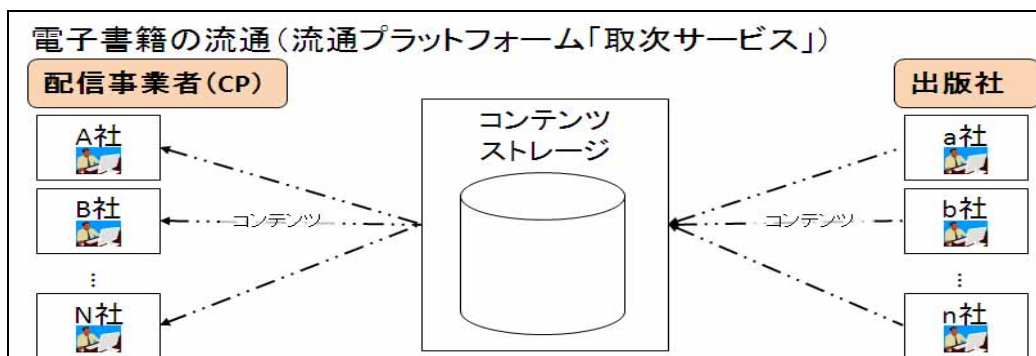 電子書籍の流通(流通プラットフォーム「取次サービス」)
配信事業者(CP)
A社
B社
⋮
N社
コンテンツ
コンテンツ
ストレージ
コンテンツ
出版社
a社
b社
⋮
n社